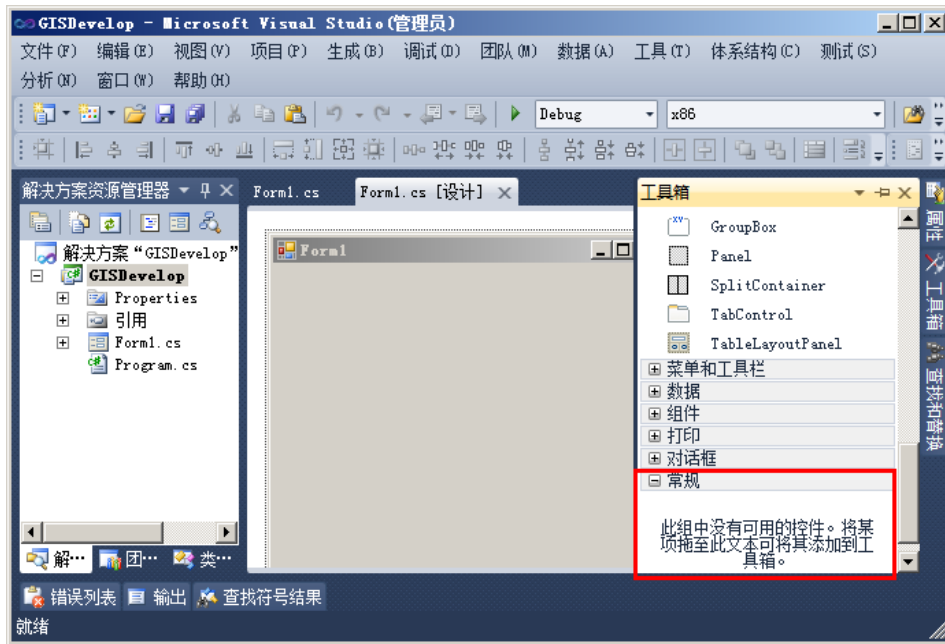 GISDevelop - Microsoft Visual Studio(管理员)
文件(F) 编辑(E) 视图(V) 项目(P) 生成(B) 调试(D) 团队(M) 数据(A) 工具(T) 体系结构(C) 测试(S)
分析(N) 窗口(W) 帮助(H)
Debug x86
解决方案资源管理器
Form1.cs Form1.cs [设计]
工具箱
解决方案“GISDevelop”
GISDevelop
Properties
引用
Form1.cs
Program.cs
Form1
GroupBox
Panel
SplitContainer
TabControl
TableLayoutPanel
菜单和工具栏
数据
组件
打印
对话框
常规
此组中没有可用的控件。将某
项拖至此文本可将其添加到工
具箱。
属性
工具箱
查找和替换
解… 团… 类…
错误列表 输出 查找符号结果
就绪